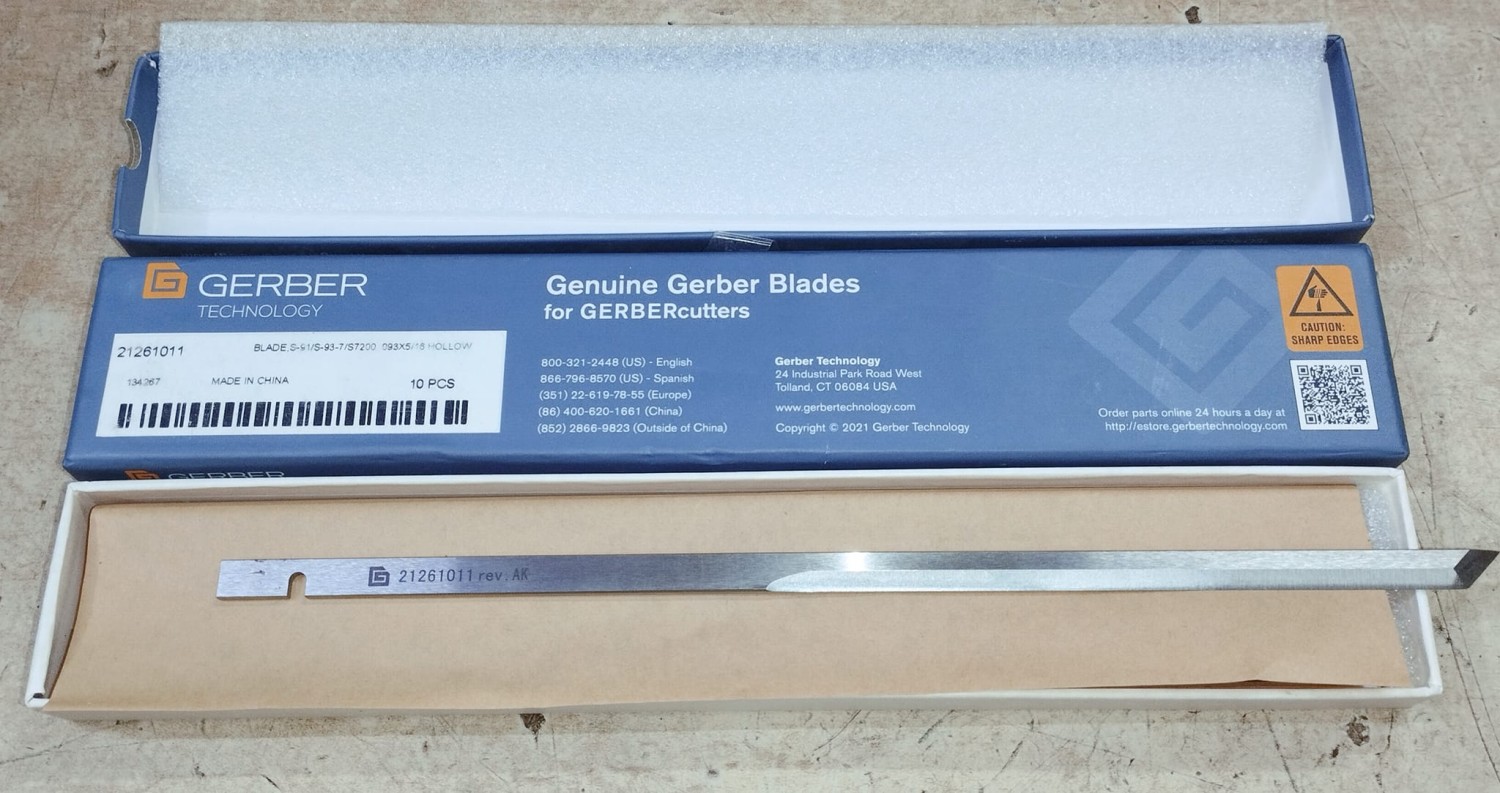 GERBER
TECHNOLOGY
21261011
BLADE,S-91/S-93-7/S7200 .093X5/16 HOLLOW
134267
MADE IN CHINA
10 PCS
Genuine Gerber Blades
for GERBERcutters
800-321-2448 (US) - English
866-796-8570 (US) - Spanish
(351) 22-619-78-55 (Europe)
(86) 400-620-1661 (China)
(852) 2866-9823 (Outside of China)
Gerber Technology
24 Industrial Park Road West
Tolland, CT 06084 USA
www.gerbertechnology.com
Copyright © 2021 Gerber Technology
CAUTION:
SHARP EDGES
Order parts online 24 hours a day at
http://estore.gerbertechnology.com
GERBER
21261011 rev. AK